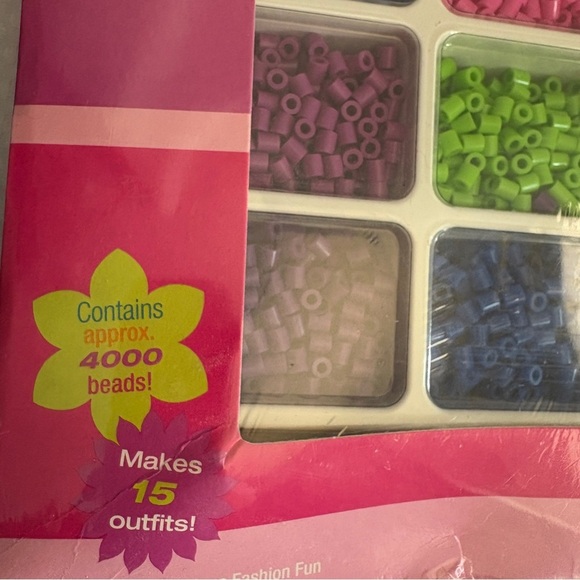 Contains
approx.
4000
beads!
Makes
15
outfits!
Fashion Fun